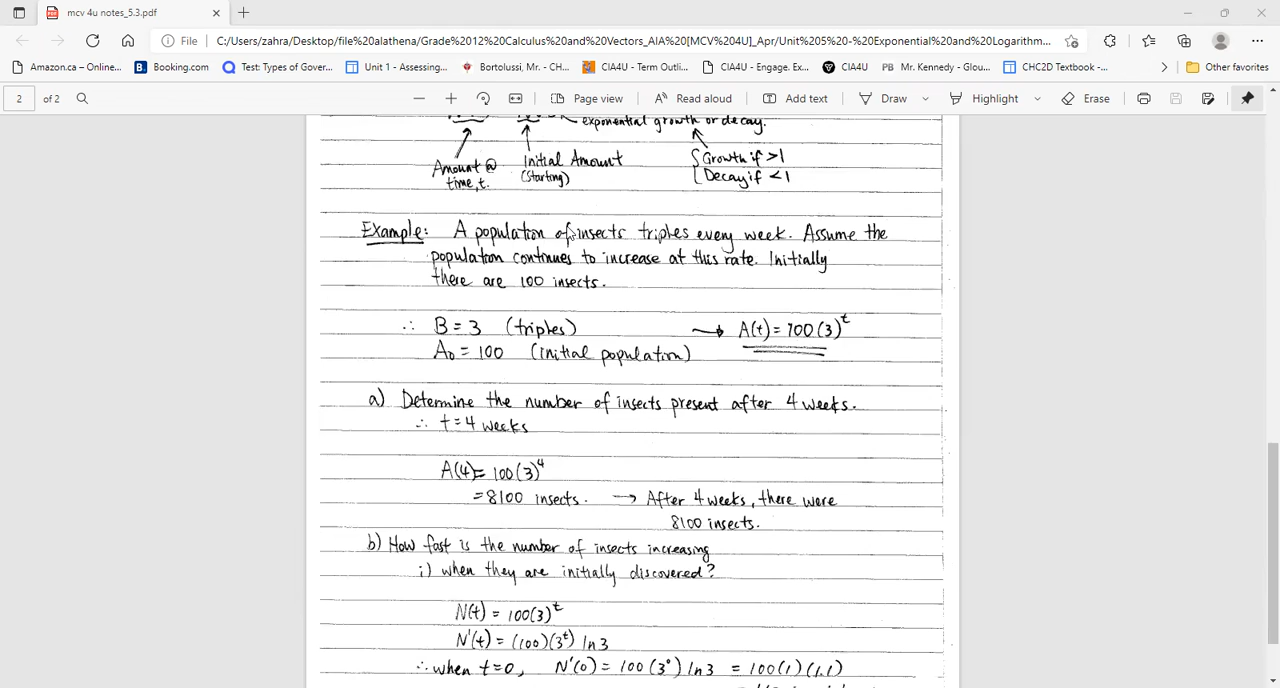 mcv 4u notes_5.3.pdf
File C:/Users/zahra/Desktop/file%20alathena/Grade%2012%20Calculus%20and%20Vectors_AIA%20[MCV%204U]_Apr/Unit%205%20-%20Exponential%20and%20Logarithm...
Amazon.ca – Online... Booking.com Test: Types of Gover... Unit 1 - Assessing,... Bortolussi, Mr. - CH... CIA4U - Term Outli... CIA4U - Engage. Ex... CIA4U PB Mr. Kennedy - Glou... CHC2D Textbook -... Other favorites
2 of 2 Page view Read aloud Add text Draw Highlight Erase
exponential growth or decay.
Amount @ time, t.
Initial Amount (starting)
Growth if >1
Decay if <1
Example: A population of insects triples every week. Assume the
population continues to increase at this rate. Initially
there are 100 insects.
∴ B = 3 (triples) → A(t) = 100(3)^t
A₀ = 100 (initial population)
a) Determine the number of insects present after 4 weeks.
∴ t = 4 weeks
A(4) = 100(3)^4
= 8100 insects. → After 4 weeks, there were
8100 insects.
b) How fast is the number of insects increasing
i) when they are initially discovered?
N(t) = 100(3)^t
N'(t) = (100)(3^t) ln3
∴ when t=0, N'(0) = 100(3^0) ln3 = 100(1)(1.1)